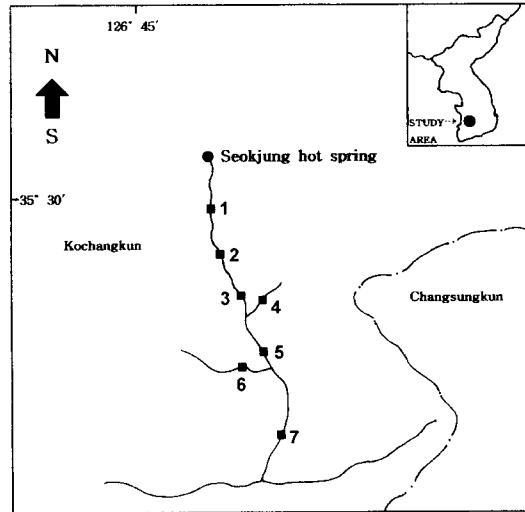 126° 45'
N
S
STUDY
AREA
Seokjung hot spring
35° 30'
1
Kochangkun
2
3
4
Changsungkun
5
6
7